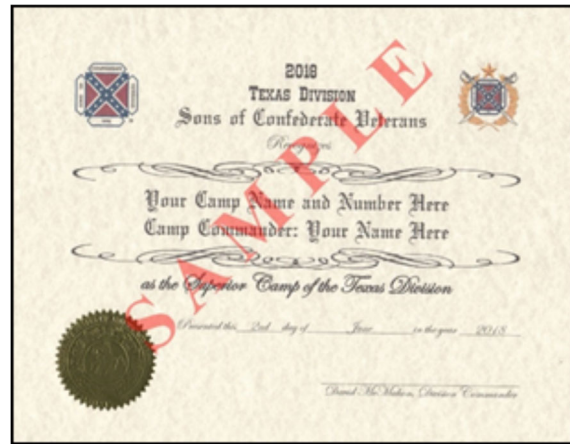 2018
TEXAS DIVISION
Sons of Confederate Veterans
Recognizes
Your Camp Name and Number Here
Camp Commander: Your Name Here
as the Superior Camp of the Texas Division
Presented this 2nd day of June in the year 2018
David McMahon, Division Commander
SAMPLE